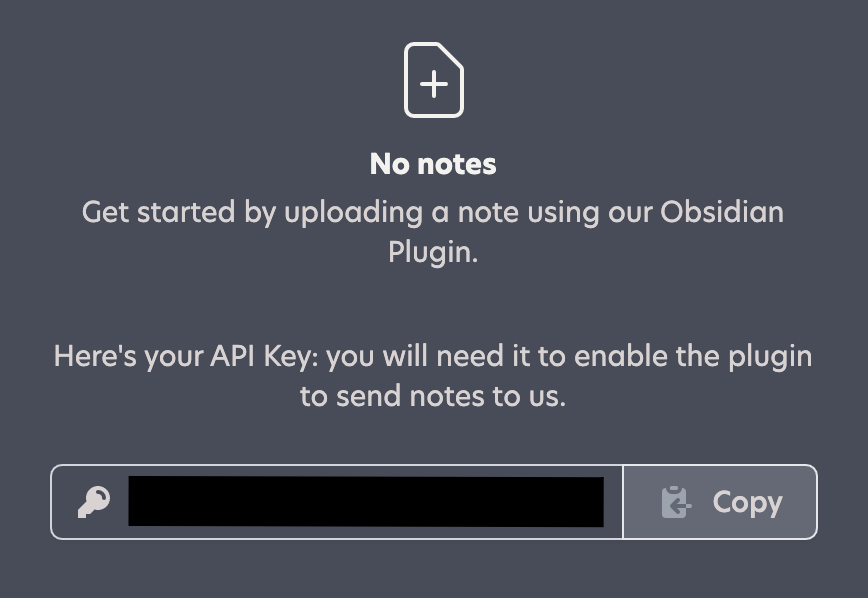 No notes
Get started by uploading a note using our Obsidian
Plugin.
Here's your API Key: you will need it to enable the plugin
to send notes to us.
Copy